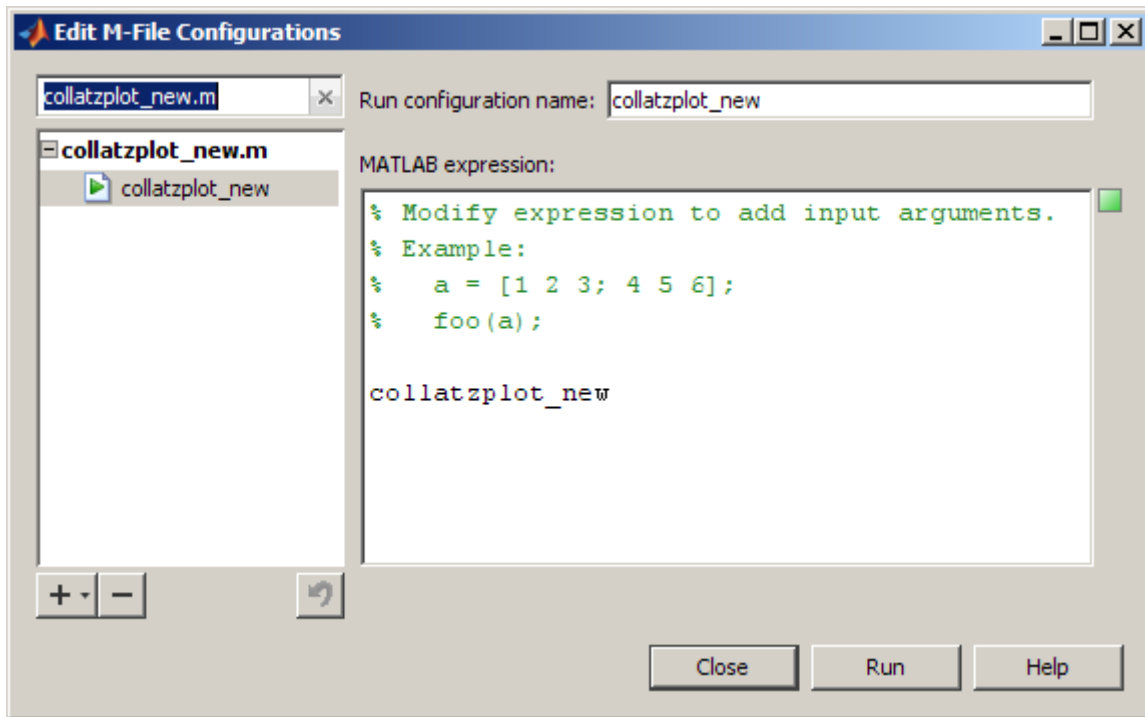 Edit M-File Configurations
collatzplot_new.m
Run configuration name: collatzplot_new
collatzplot_new.m
collatzplot_new
MATLAB expression:
% Modify expression to add input arguments.
% Example:
%   a = [1 2 3; 4 5 6];
%   foo(a);
collatzplot_new
Close
Run
Help